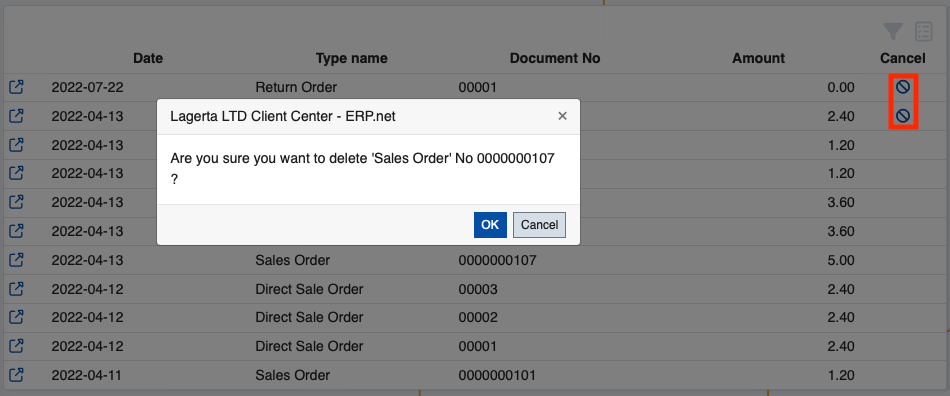 Date Type name Document No Amount Cancel
2022-07-22 Return Order 00001 0.00
Lagerta LTD Client Center - ERP.net ×
Are you sure you want to delete 'Sales Order' No 0000000107
?
OK Cancel
2022-04-13 2.40
2022-04-13 1.20
2022-04-13 1.20
2022-04-13 3.60
2022-04-13 3.60
2022-04-13 Sales Order 0000000107 5.00
2022-04-12 Direct Sale Order 00003 2.40
2022-04-12 Direct Sale Order 00002 2.40
2022-04-12 Direct Sale Order 00001 2.40
2022-04-11 Sales Order 0000000101 1.20